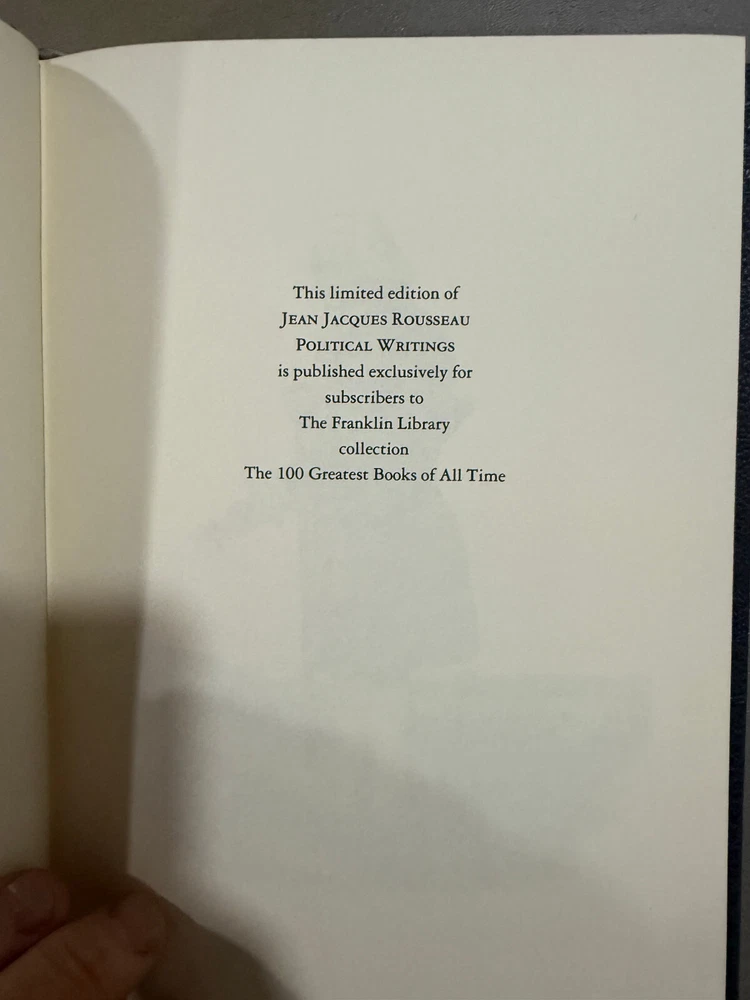 This limited edition of
JEAN JACQUES ROUSSEAU
POLITICAL WRITINGS
is published exclusively for
subscribers to
The Franklin Library
collection
The 100 Greatest Books of All Time